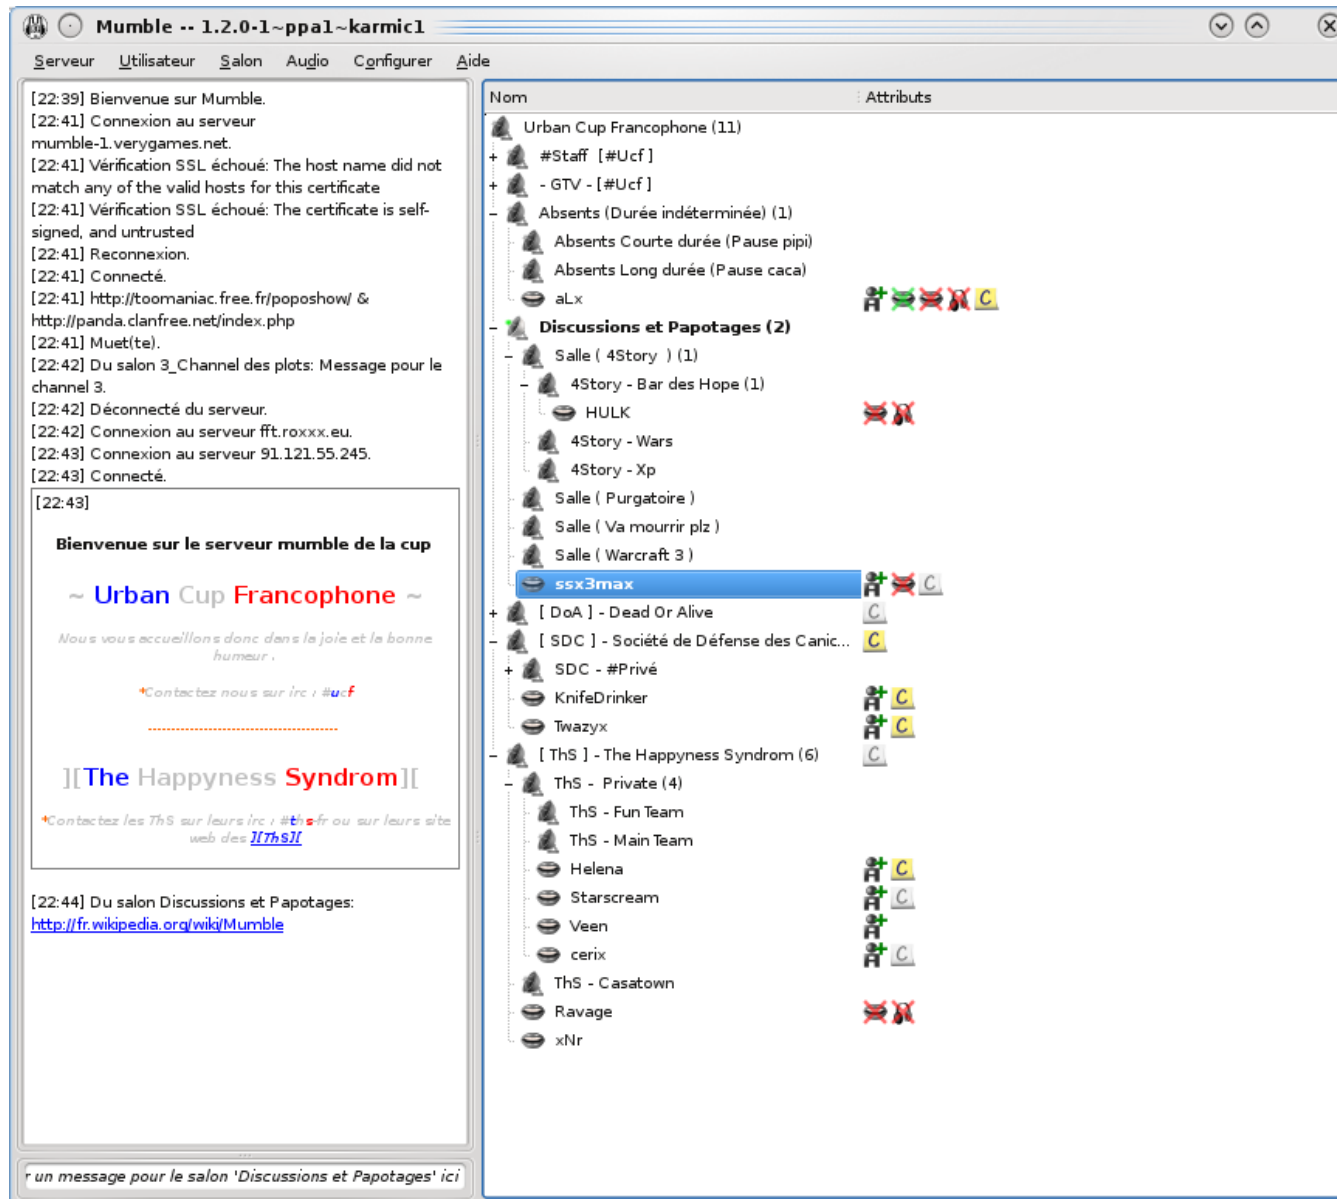 Mumble -- 1.2.0-1~ppa1~karmic1
Serveur Utilisateur Salon Audio Configurer Aide
[22:39] Bienvenue sur Mumble.
[22:41] Connexion au serveur
mumble-1.verygames.net.
[22:41] Vérification SSL échoué: The host name did not
match any of the valid hosts for this certificate
[22:41] Vérification SSL échoué: The certificate is self-
signed, and untrusted
[22:41] Reconnexion.
[22:41] Connecté.
[22:41] http://toomaniac.free.fr/poposhow/ &
http://panda.clanfree.net/index.php
[22:41] Muet(te).
[22:42] Du salon 3_Channel des plots: Message pour le
channel 3.
[22:42] Déconnecté du serveur.
[22:42] Connexion au serveur fft.roxxx.eu.
[22:43] Connexion au serveur 91.121.55.245.
[22:43] Connecté.
[22:43]
Bienvenue sur le serveur mumble de la cup
~ Urban Cup Francophone ~
Nous vous accueillons donc dans la joie et la bonne
humeur .
*Contactez nous sur irc : #ucf
----------------------------------------
][The Happyness Syndrom][
*Contactez les ThS sur leurs irc : #ths-fr ou sur leurs site
web des ][ThS][
[22:44] Du salon Discussions et Papotages:
http://fr.wikipedia.org/wiki/Mumble
r un message pour le salon 'Discussions et Papotages' ici
Nom Attributs
Urban Cup Francophone (11)
#Staff [#Ucf ]
- GTV - [#Ucf ]
Absents (Durée indéterminée) (1)
Absents Courte durée (Pause pipi)
Absents Long durée (Pause caca)
aLx C
Discussions et Papotages (2)
Salle ( 4Story ) (1)
4Story - Bar des Hope (1)
HULK
4Story - Wars
4Story - Xp
Salle ( Purgatoire )
Salle ( Va mourrir plz )
Salle ( Warcraft 3 )
ssx3max C
[ DoA ] - Dead Or Alive C
[ SDC ] - Société de Défense des Canic... C
SDC - #Privé
KnifeDrinker C
Twazyx C
[ ThS ] - The Happyness Syndrom (6) C
ThS - Private (4)
ThS - Fun Team
ThS - Main Team
Helena C
Starscream C
Veen
cerix C
ThS - Casatown
Ravage
xNr